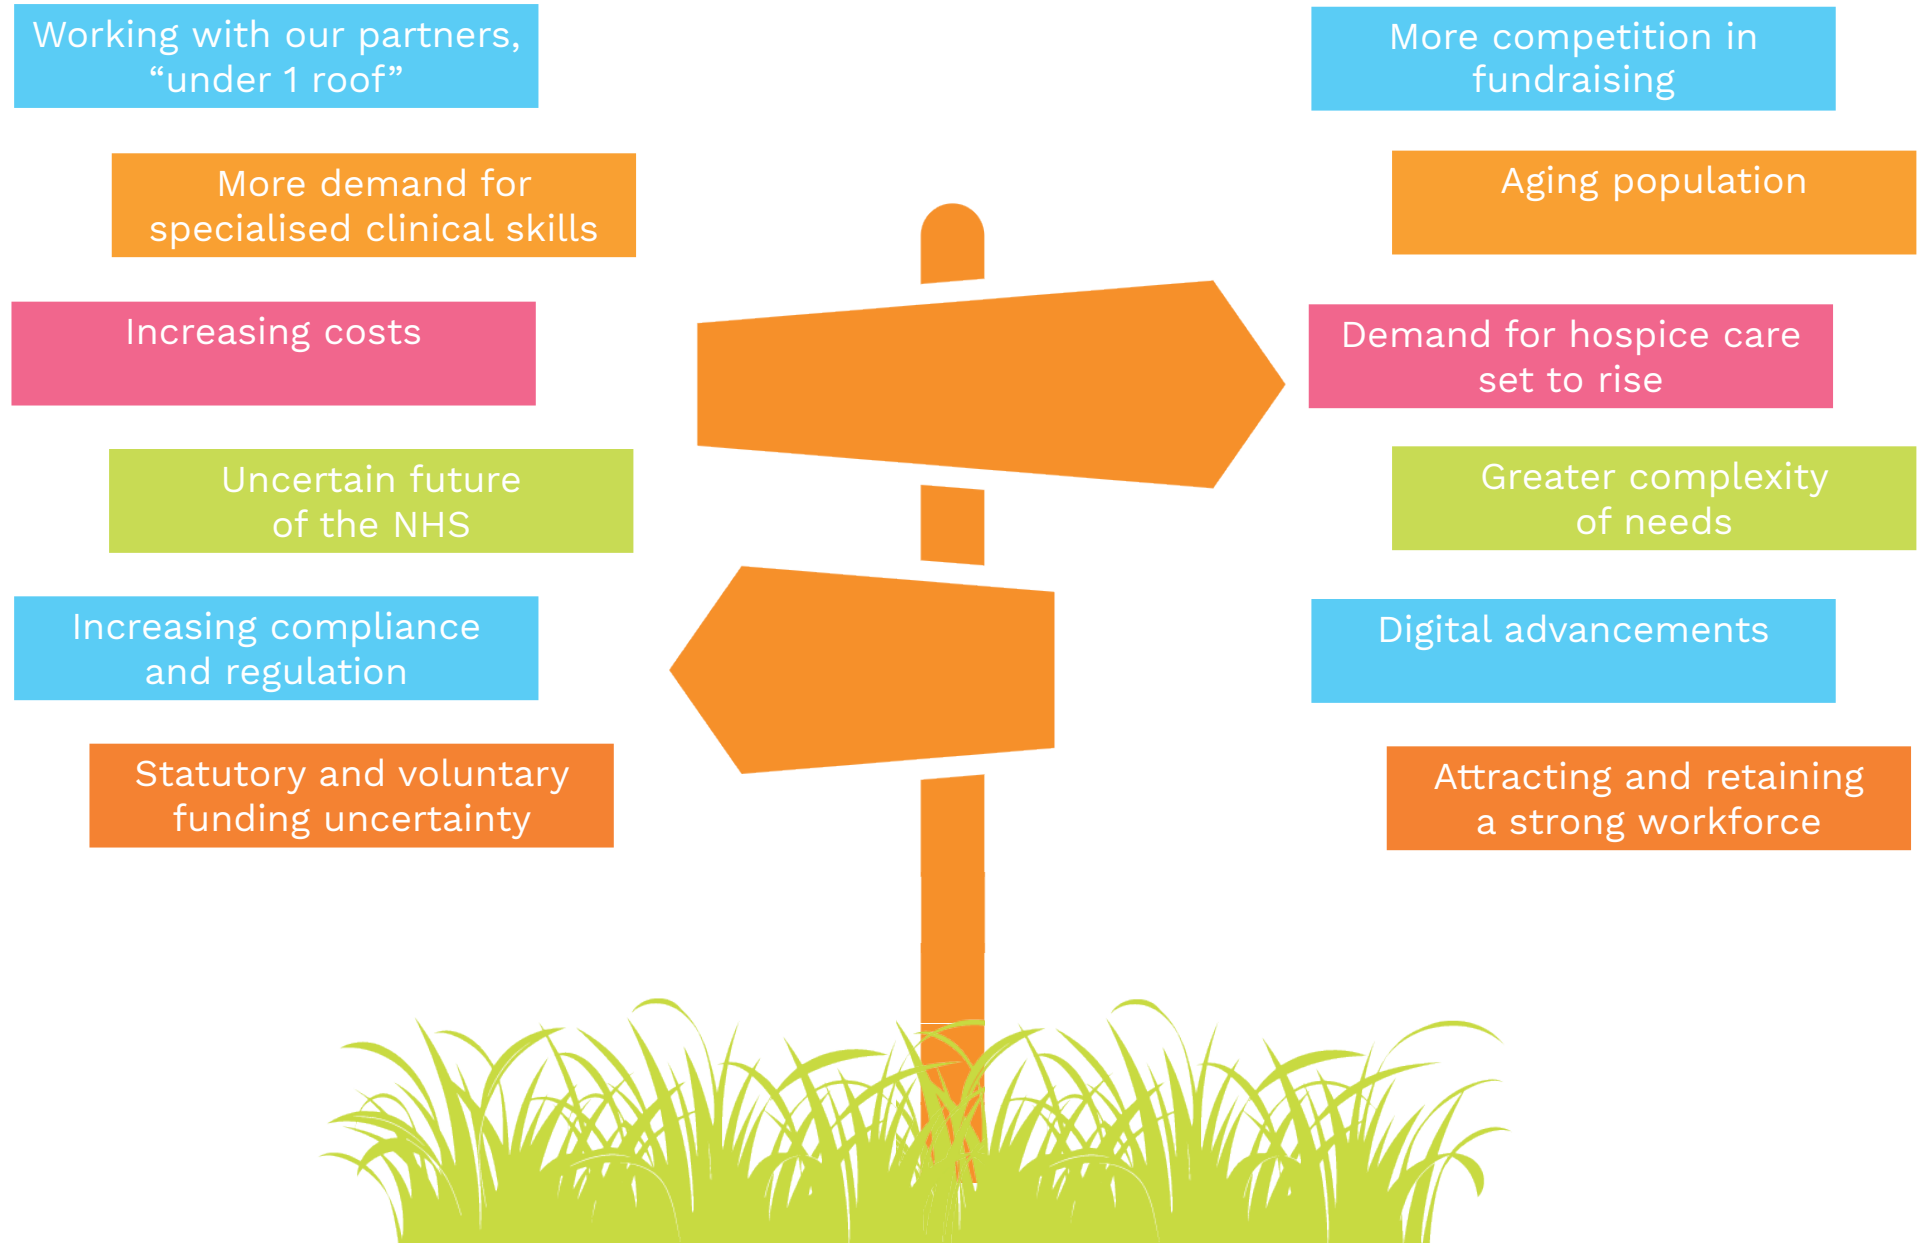 Working with our partners,
“under 1 roof”
More demand for
specialised clinical skills
Increasing costs
Uncertain future
of the NHS
Increasing compliance
and regulation
Statutory and voluntary
funding uncertainty
More competition in
fundraising
Aging population
Demand for hospice care
set to rise
Greater complexity
of needs
Digital advancements
Attracting and retaining
a strong workforce